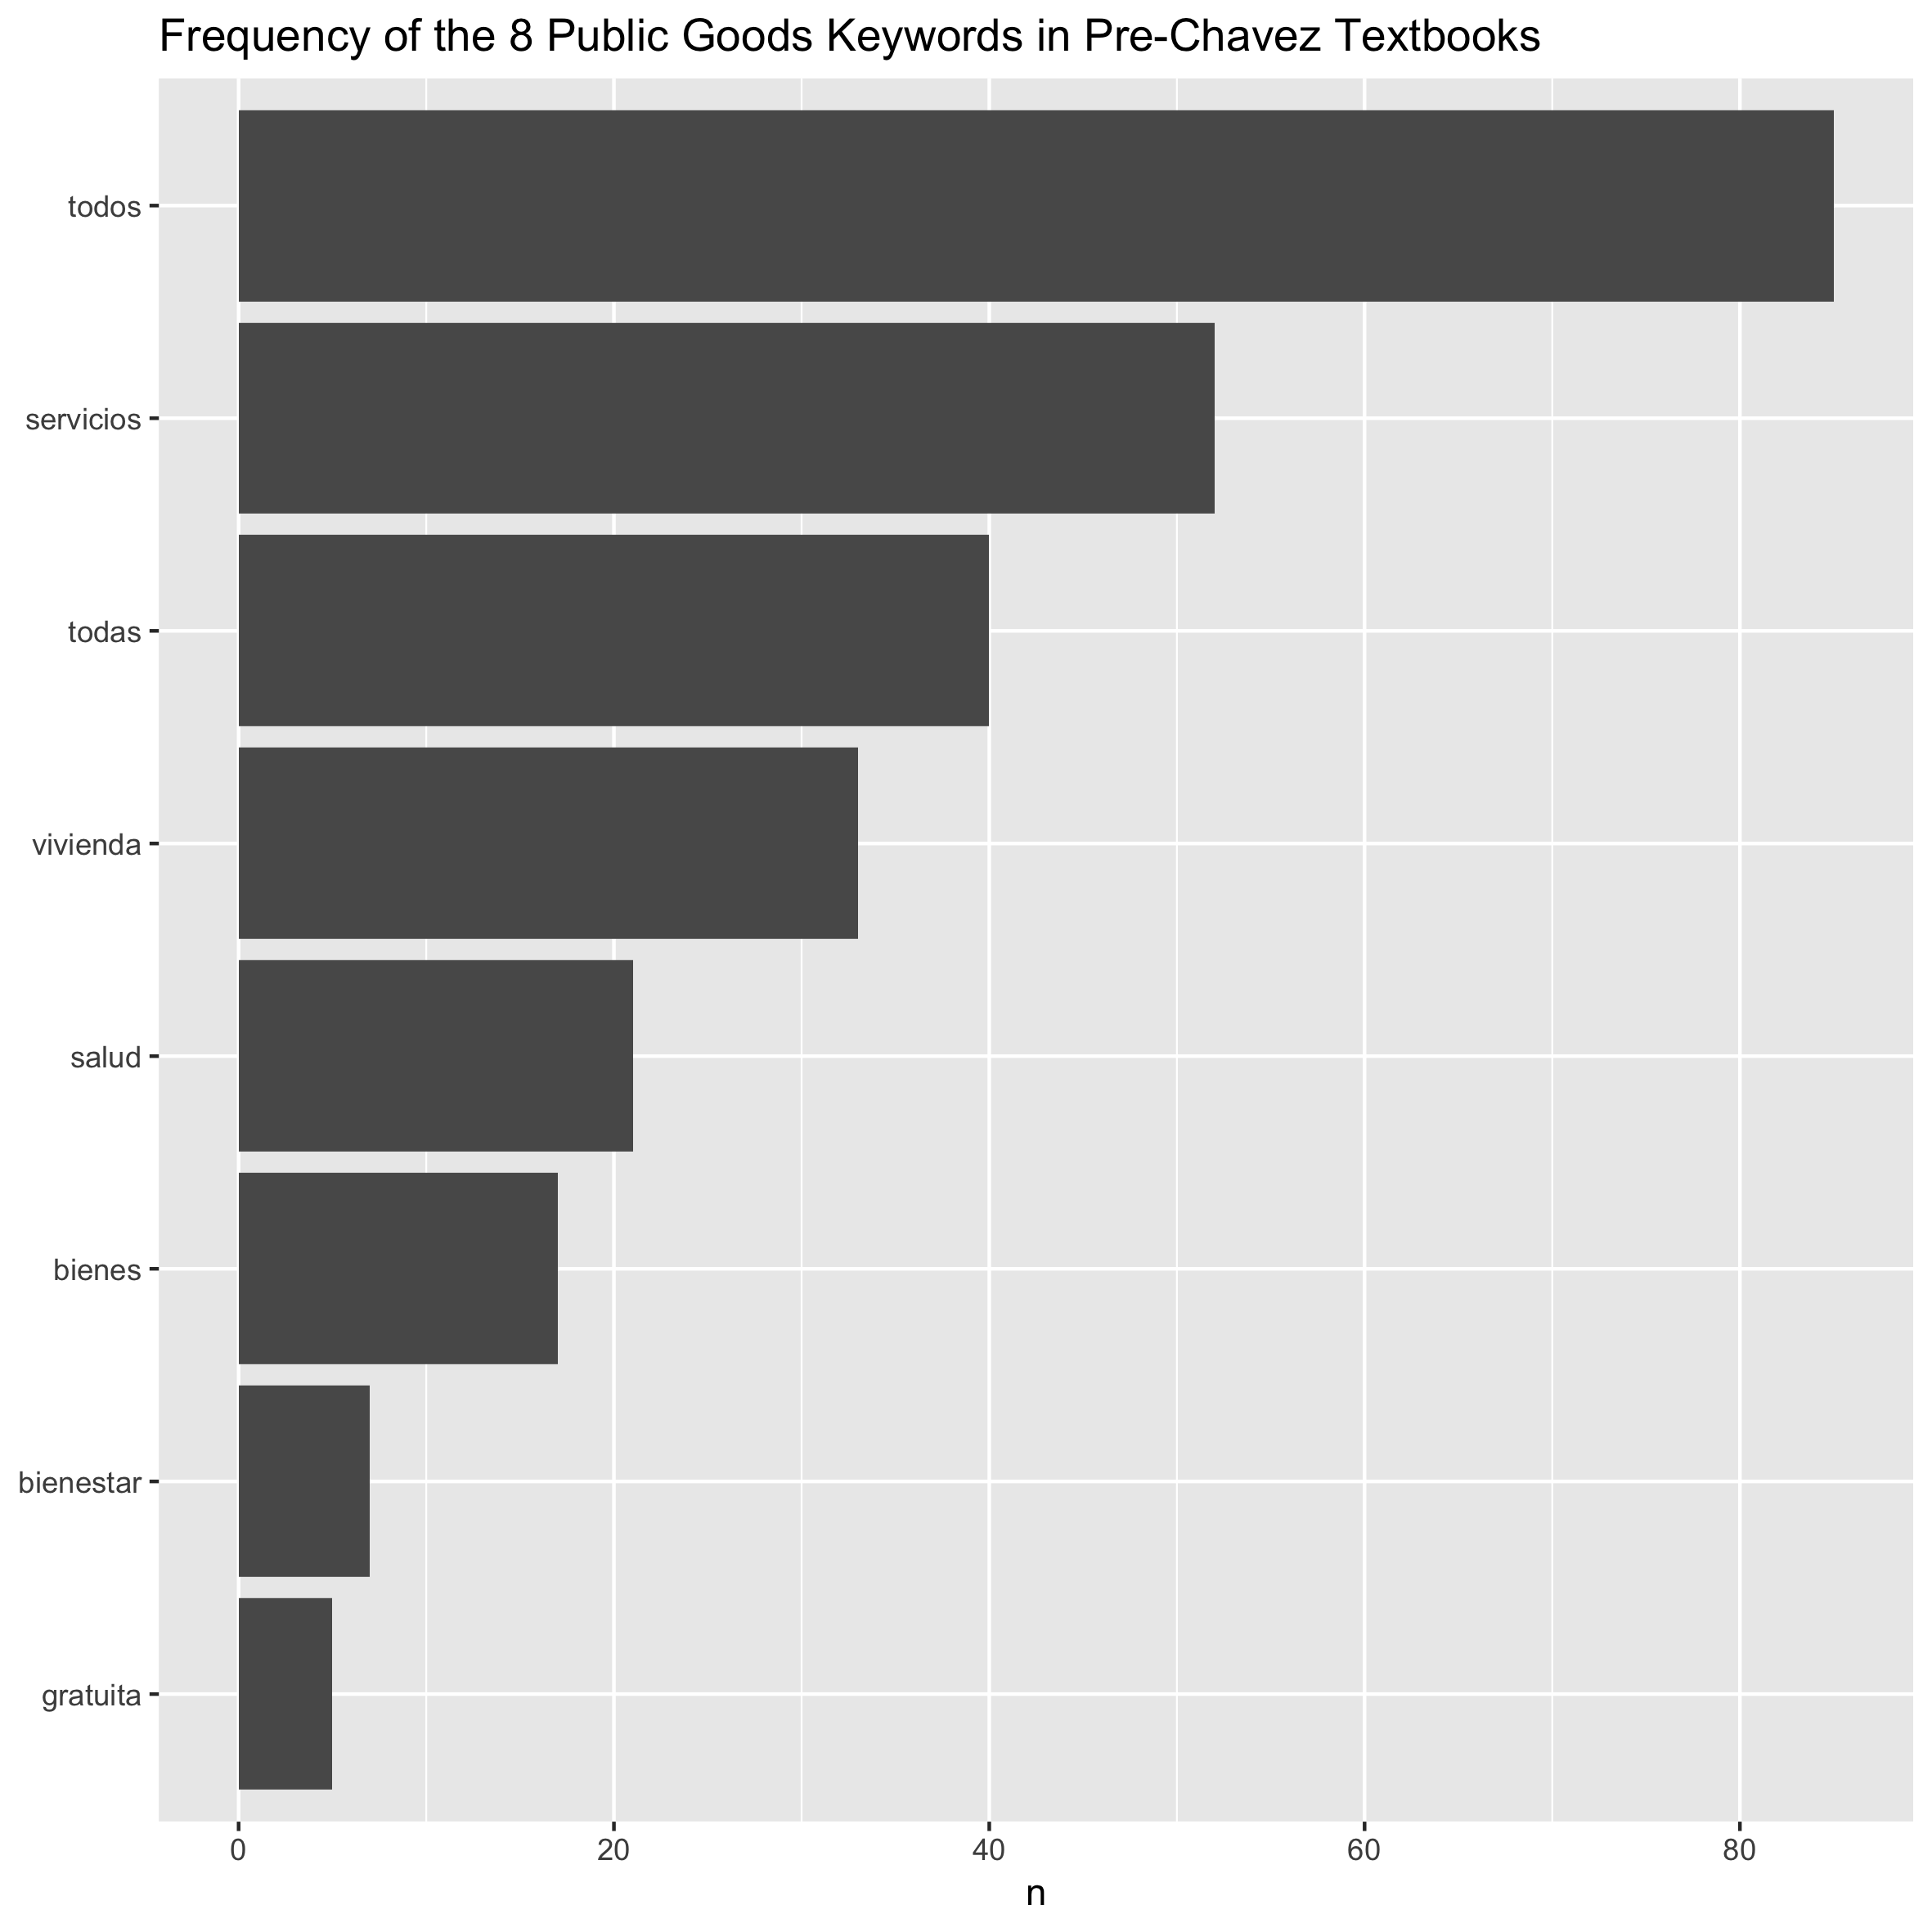 Frequency of the 8 Public Goods Keywords in Pre-Chavez Textbooks
todos
servicios
todas
vivienda
salud
bienes
bienestar
gratuita
0 20 40 60 80
n